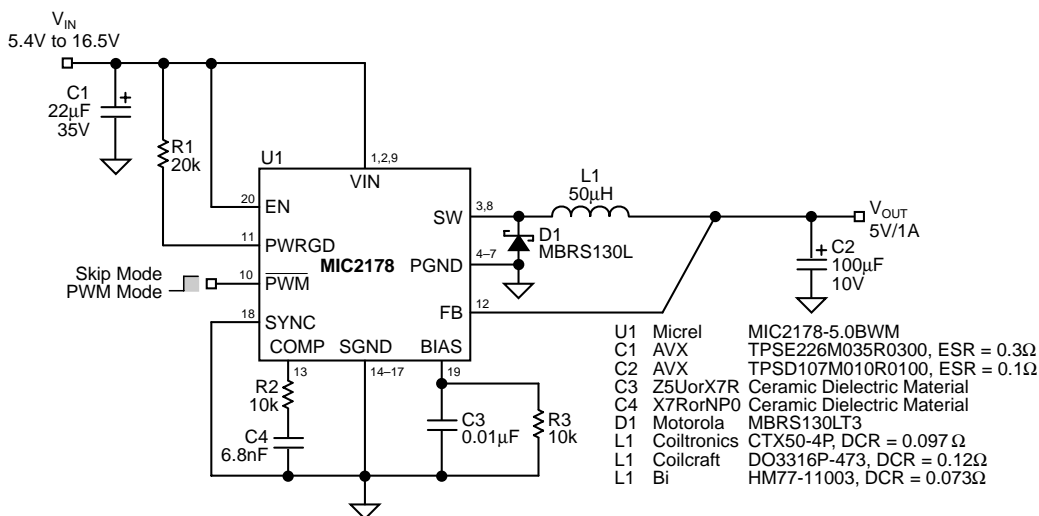 VIN
5.4V to 16.5V
C1
22µF
35V
R1
20k
U1
1,2,9
VIN
20
EN
11
PWRGD
MIC2178
Skip Mode
PWM Mode
10
PWM
18
SYNC
COMP
SGND
BIAS
SW
3,8
PGND
4–7
FB
12
L1
50µH
D1
MBRS130L
VOUT
5V/1A
C2
100µF
10V
13
14–17
19
R2
10k
C4
6.8nF
C3
0.01µF
R3
10k
U1 Micrel MIC2178-5.0BWM
C1 AVX TPSE226M035R0300, ESR = 0.3Ω
C2 AVX TPSD107M010R0100, ESR = 0.1Ω
C3 Z5UorX7R Ceramic Dielectric Material
C4 X7RorNP0 Ceramic Dielectric Material
D1 Motorola MBRS130LT3
L1 Coiltronics CTX50-4P, DCR = 0.097Ω
L1 Coilcraft DO3316P-473, DCR = 0.12Ω
L1 Bi HM77-11003, DCR = 0.073Ω